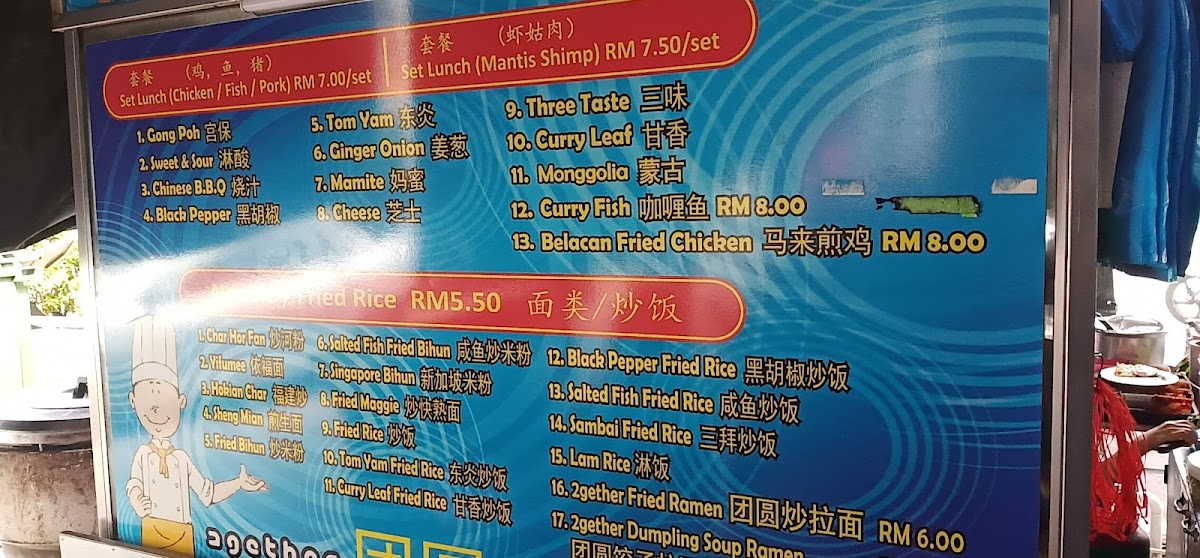 套餐 (鸡, 鱼, 猪)
Set Lunch (Chicken / Fish / Pork) RM 7.00/set
套餐 (虾姑肉)
Set Lunch (Mantis Shimp) RM 7.50/set
1. Gong Poh 宫保
2. Sweet & Sour 淋酸
3. Chinese B.B.Q 烧汁
4. Black Pepper 黑胡椒
5. Tom Yam 东炎
6. Ginger Onion 姜葱
7. Mamite 妈蜜
8. Cheese 芝士
9. Three Taste 三味
10. Curry Leaf 甘香
11. Monggolia 蒙古
12. Curry Fish 咖喱鱼 RM 8.00
13. Belacan Fried Chicken 马来煎鸡 RM 8.00
Fried Rice RM5.50 面类/炒饭
1. Char Hor Fan 炒河粉
2. Yifumee 依福面
3. Hokian Char 福建炒
4. Sheng Mian 煎生面
5. Fried Bihun 炒米粉
6. Salted Fish Fried Bihun 咸鱼炒米粉
7. Singapore Bihun 新加坡米粉
8. Fried Maggie 炒快熟面
9. Fried Rice 炒饭
10. Tom Yam Fried Rice 东炎炒饭
11. Curry Leaf Fried Rice 甘香炒饭
12. Black Pepper Fried Rice 黑胡椒炒饭
13. Salted Fish Fried Rice 咸鱼炒饭
14. Sambai Fried Rice 三拜炒饭
15. Lam Rice 淋饭
16. 2gether Fried Ramen 团圆炒拉面 RM 6.00
17. 2gether Dumpling Soup Ramen
团圆饺子
2gether 团圆